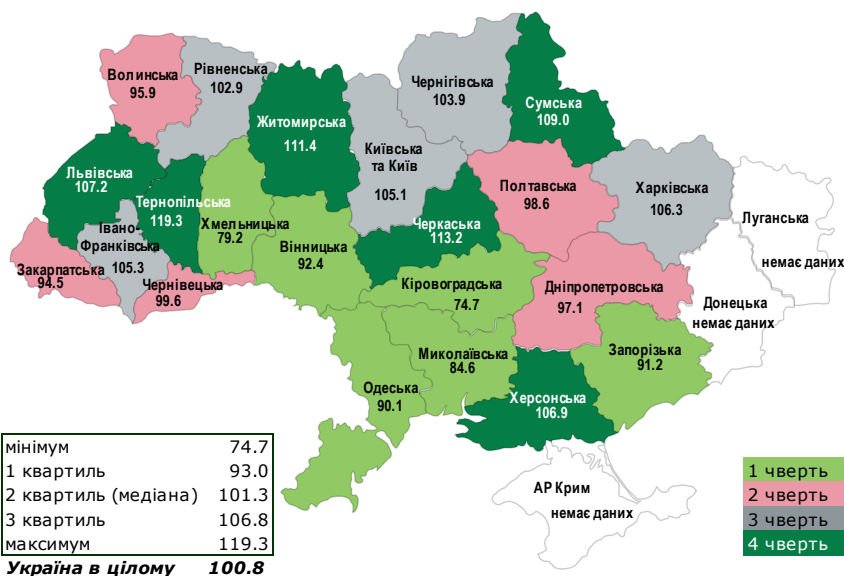 Волинська
95.9
Рівненська
102.9
Житомирська
111.4
Київська
та Київ
105.1
Чернігівська
103.9
Сумська
109.0
Львівська
107.2
Тернопільська
119.3
Хмельницька
79.2
Вінницька
92.4
Черкаська
113.2
Полтавська
98.6
Харківська
106.3
Луганська
немає даних
Івано-
Франківська
105.3
Закарпатська
94.5
Чернівецька
99.6
Кіровоградська
74.7
Дніпропетровська
97.1
Донецька
немає даних
Миколаївська
84.6
Запорізька
91.2
Одеська
90.1
Херсонська
106.9
АР Крим
немає даних
мінімум 74.7
1 квартиль 93.0
2 квартиль (медіана) 101.3
3 квартиль 106.8
максимум 119.3
Україна в цілому 100.8
1 чверть
2 чверть
3 чверть
4 чверть